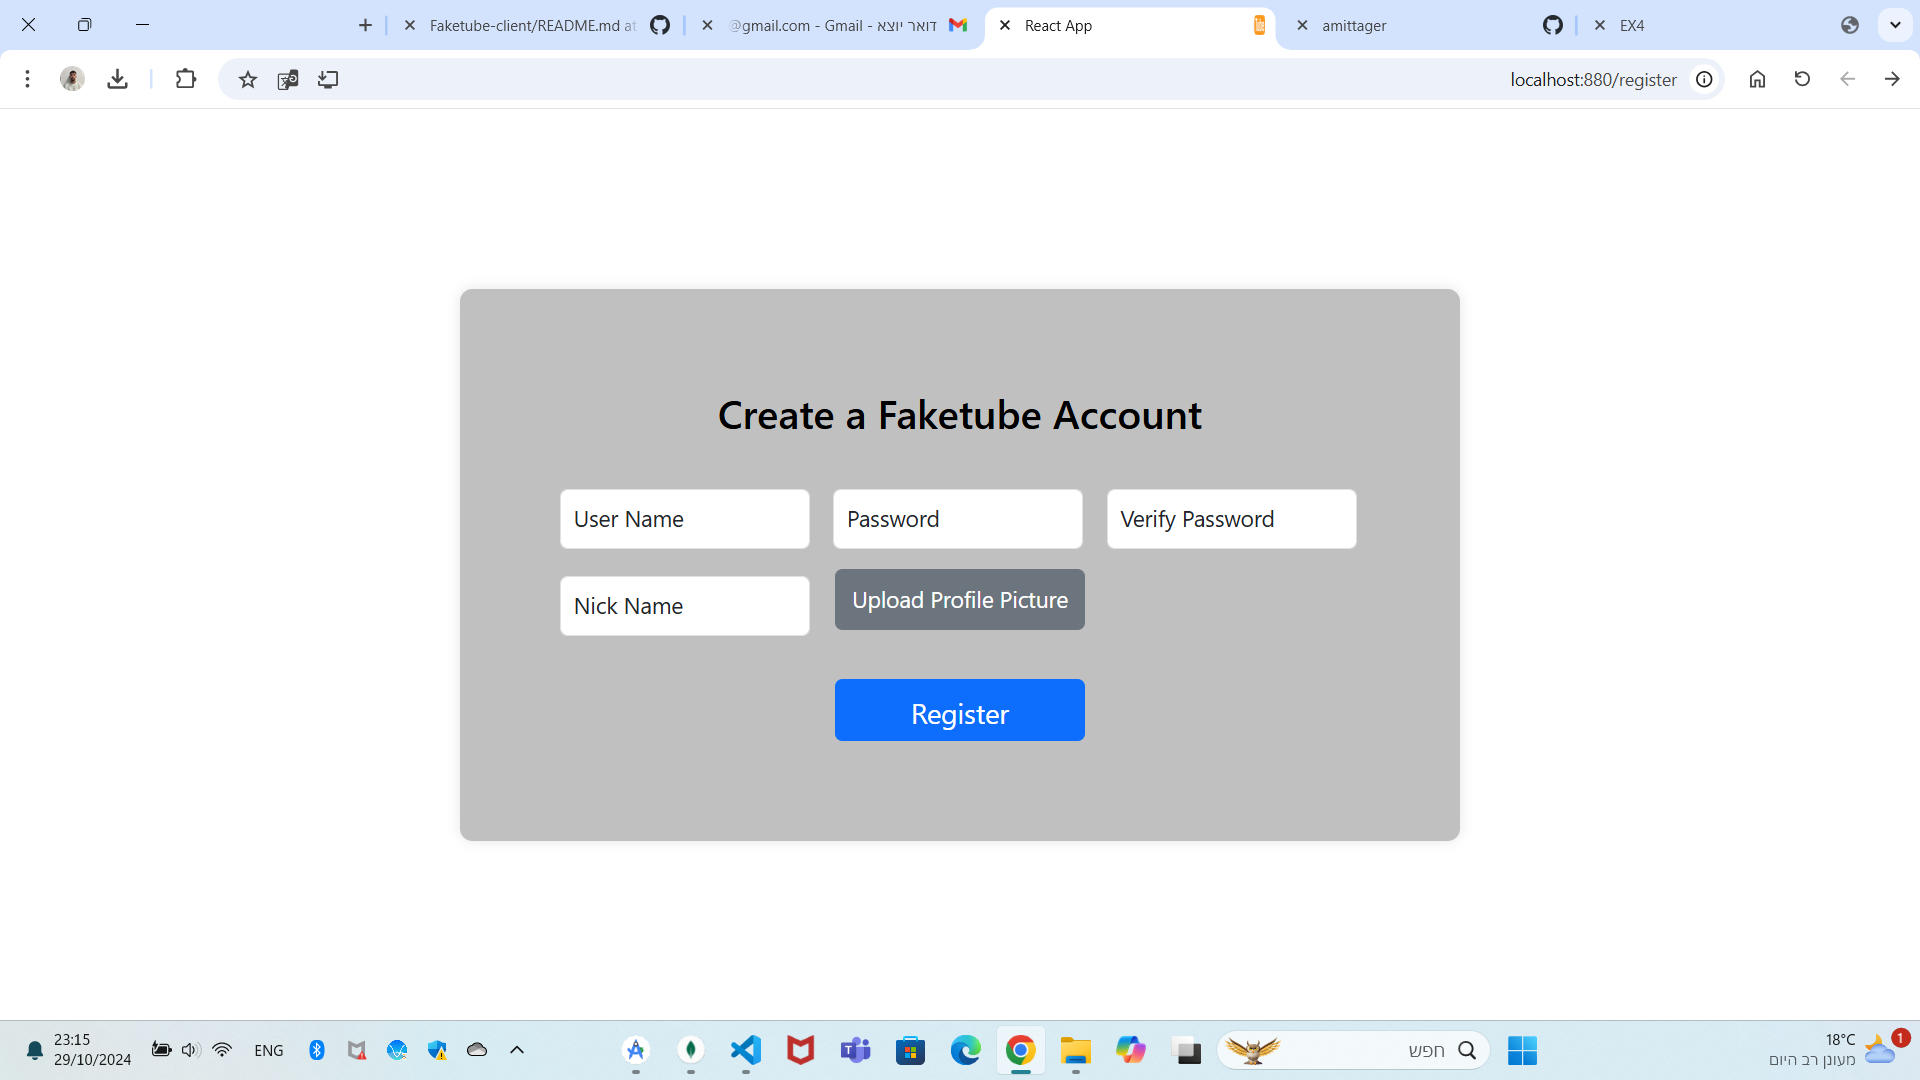 Faketube-client/README.md at
@gmail.com - Gmail - דואר יוצא
React App
amittager
EX4
localhost:880/register
Create a Faketube Account
User Name
Password
Verify Password
Nick Name
Upload Profile Picture
Register
23:15
29/10/2024
ENG
חפש
18°C
מעונן רב היום
1